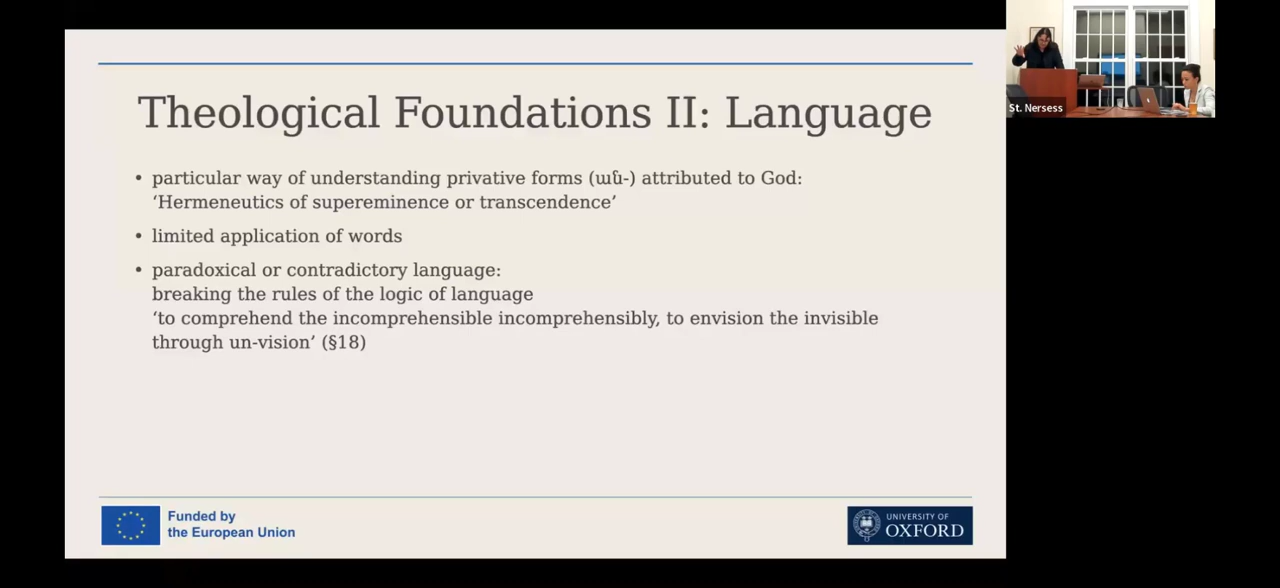 Theological Foundations II: Language
• particular way of understanding privative forms (ան-) attributed to God:
‘Hermeneutics of supereminence or transcendence’
• limited application of words
• paradoxical or contradictory language:
breaking the rules of the logic of language
‘to comprehend the incomprehensible incomprehensibly, to envision the invisible
through un-vision’ (§18)
Funded by
the European Union
UNIVERSITY OF
OXFORD
St. Nersess